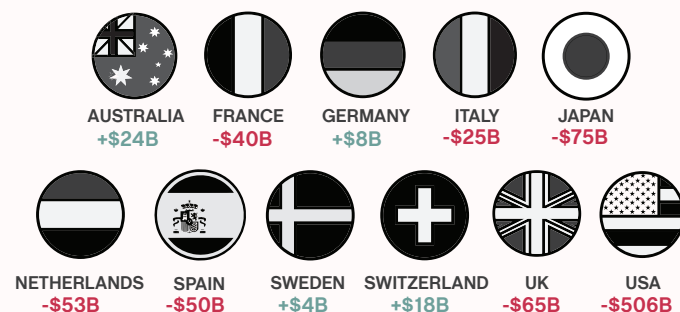 AUSTRALIA FRANCE GERMANY ITALY JAPAN
+$24B -$40B +$8B -$25B -$75B
NETHERLANDS SPAIN SWEDEN SWITZERLAND UK USA
-$53B -$50B +$4B +$18B -$65B -$506B